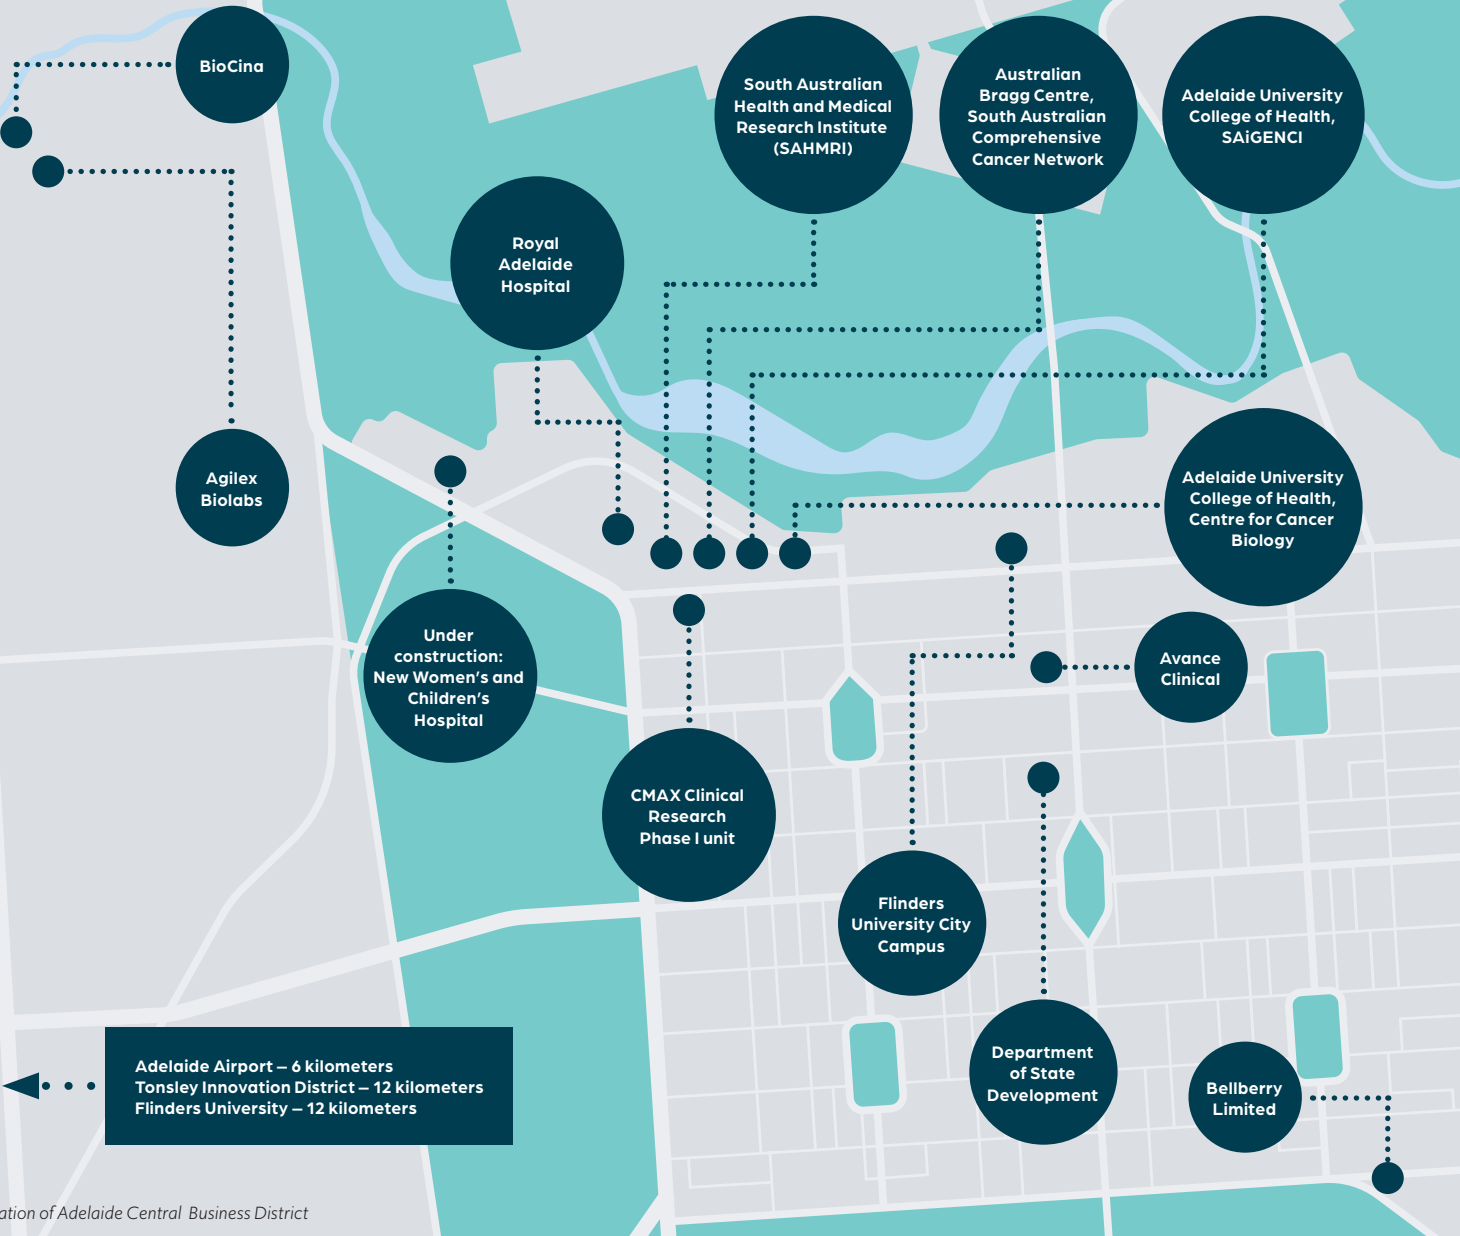 BioCina
South Australian
Health and Medical
Research Institute
(SAHMRI)
Australian
Bragg Centre,
South Australian
Comprehensive
Cancer Network
Adelaide University
College of Health,
SAiGENCI
Royal
Adelaide
Hospital
Agilex
Biolabs
Adelaide University
College of Health,
Centre for Cancer
Biology
Under
construction:
New Women's and
Children's
Hospital
Avance
Clinical
CMAX Clinical
Research
Phase I unit
Flinders
University City
Campus
Department
of State
Development
Bellberry
Limited
Adelaide Airport – 6 kilometers
Tonsley Innovation District – 12 kilometers
Flinders University – 12 kilometers
ation of Adelaide Central Business District